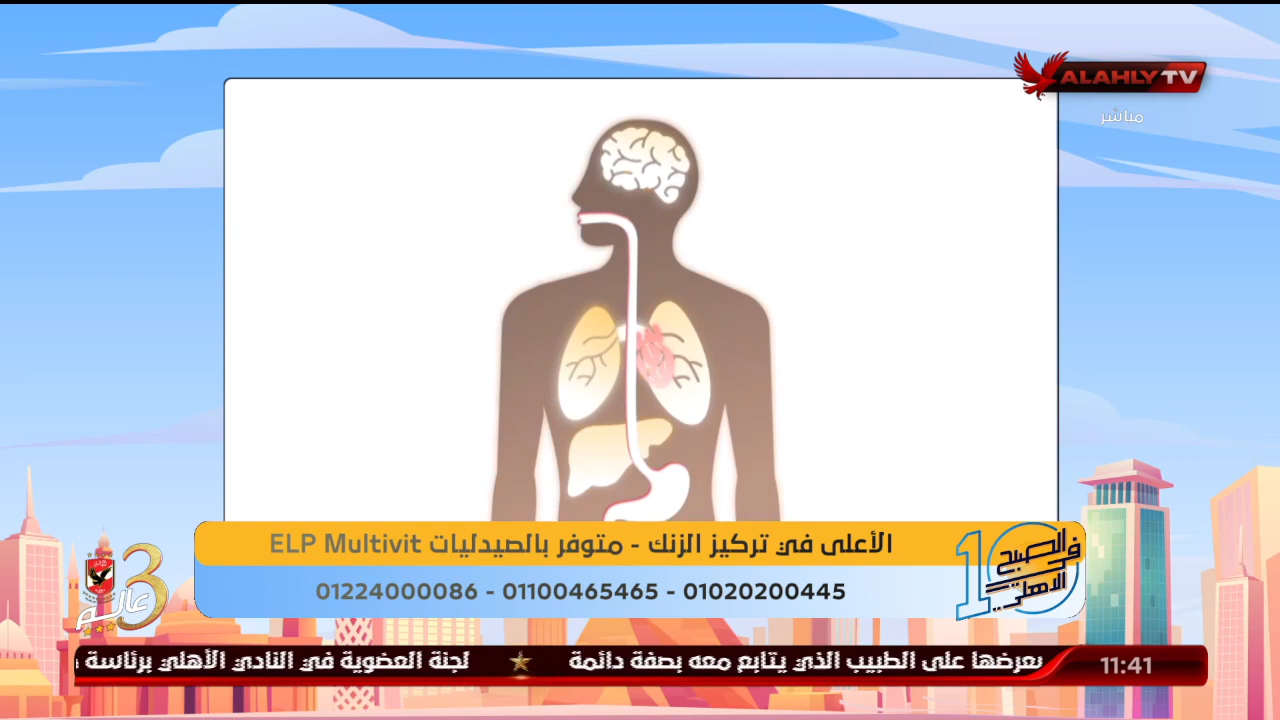 ALAHLY TV
مباشر
الأعلى في تركيز الزنك - متوفر بالصيدليات ELP Multivit
01224000086 - 01100465465 - 01020200445
10 الصبح في الأهلي..
3 عالم
يعرضها على الطبيب الذي يتابع معه بصفة دائمة ★ لجنة العضوية في النادي الأهلي برئاسة
11:41